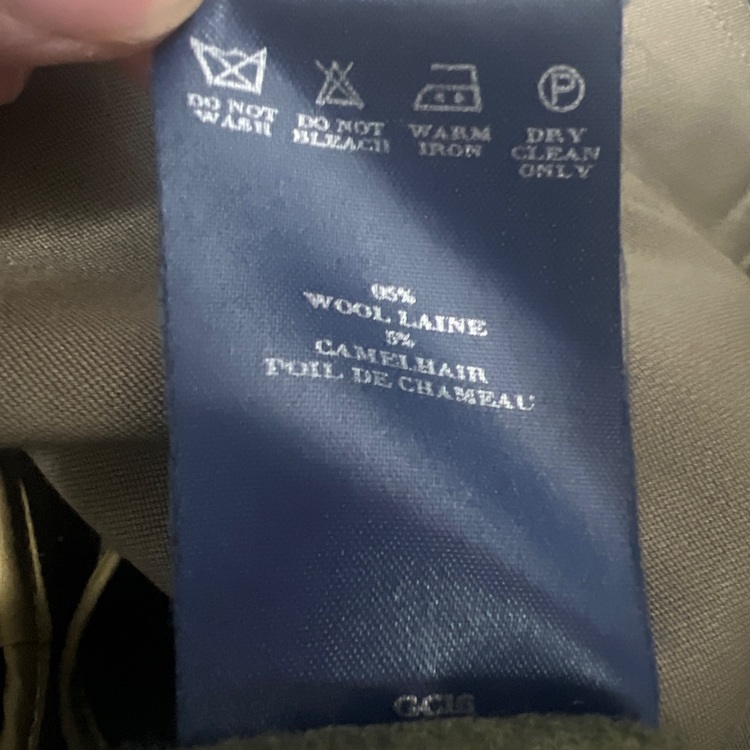 DO NOT
WASH
DO NOT
BLEACH
WARM
IRON
P
DRY
CLEAN
ONLY
95%
WOOL LAINE
5%
CAMELHAIR
POIL DE CHAMEAU